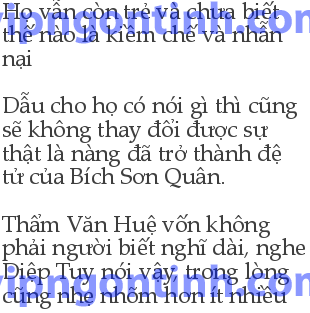 Họ vẫn còn trẻ và chưa biết
thế nào là kiềm chế và nhẫn
nại
Dẫu cho họ có nói gì thì cũng
sẽ không thay đổi được sự
thật là nàng đã trở thành đệ
tử của Bích Sơn Quân.
Thẩm Văn Huệ vốn không
phải người biết nghĩ dài, nghe
Diệp Tuy nói vậy, trong lòng
cũng nhẹ nhõm hơn ít nhiều